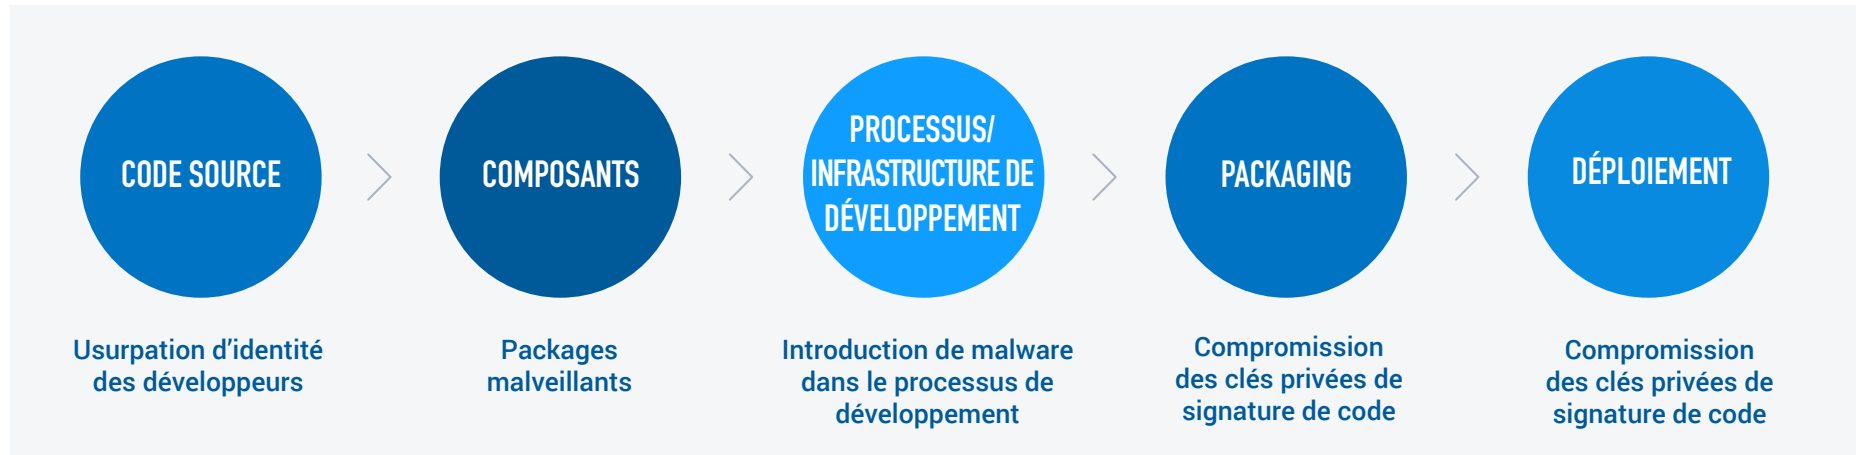 CODE SOURCE
Usurpation d’identité
des développeurs
COMPOSANTS
Packages
malveillants
PROCESSUS/
INFRASTRUCTURE DE
DÉVELOPPEMENT
Introduction de malware
dans le processus de
développement
PACKAGING
Compromission
des clés privées de
signature de code
DÉPLOIEMENT
Compromission
des clés privées de
signature de code